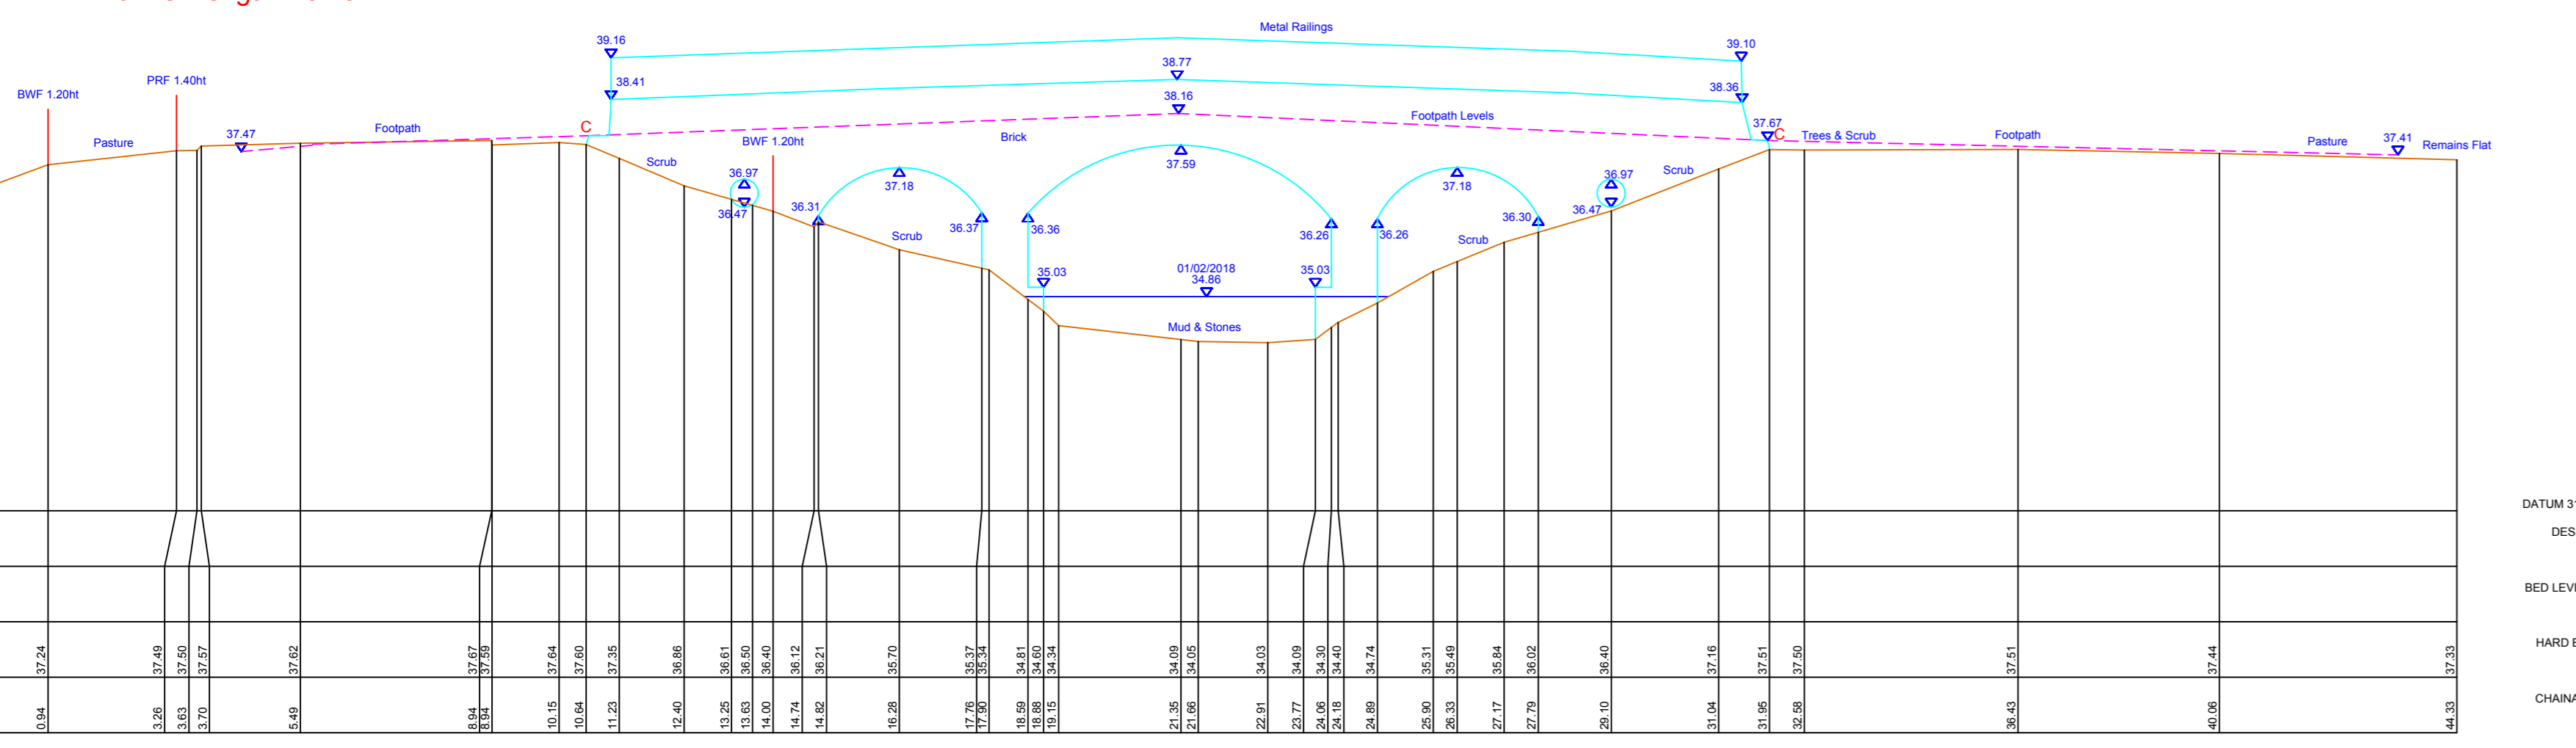 Metal Railings
39.16
39.10
38.77
PRF 1.40ht
38.41
38.36
BWF 1.20ht
38.16
Footpath Levels
37.67
C
Footpath
C
37.47
Pasture
Brick
BWF 1.20ht
Trees & Scrub
Footpath
Pasture
37.41
Remains Flat
37.59
Scrub
36.97
37.18
37.18
Scrub
36.97
36.47
36.31
36.37
36.36
36.26
36.26
36.30
36.47
Scrub
Scrub
35.03
01/02/2018
34.86
35.03
Mud & Stones
DATUM 31
DES
BED LEV
HARD
37.24 37.49 37.50 37.57 37.62 37.67 37.59 37.64 37.60 37.35 36.86 36.61 36.50 36.40 36.12 36.21 35.70 35.37 35.34 34.81 34.60 34.34 34.09 34.05 34.03 34.09 34.30 34.40 34.74 35.31 35.49 35.84 36.02 36.40 37.16 37.51 37.50 37.51 37.44 37.33
CHAINA
0.94 3.26 3.63 3.70 5.49 8.94 8.94 10.15 10.64 11.23 12.40 13.25 13.63 14.00 14.74 14.82 16.28 17.76 17.90 18.59 18.88 19.15 21.35 21.66 22.91 23.77 24.06 24.18 24.89 25.90 26.33 27.17 27.79 29.10 31.04 31.95 32.58 36.43 40.06 44.33